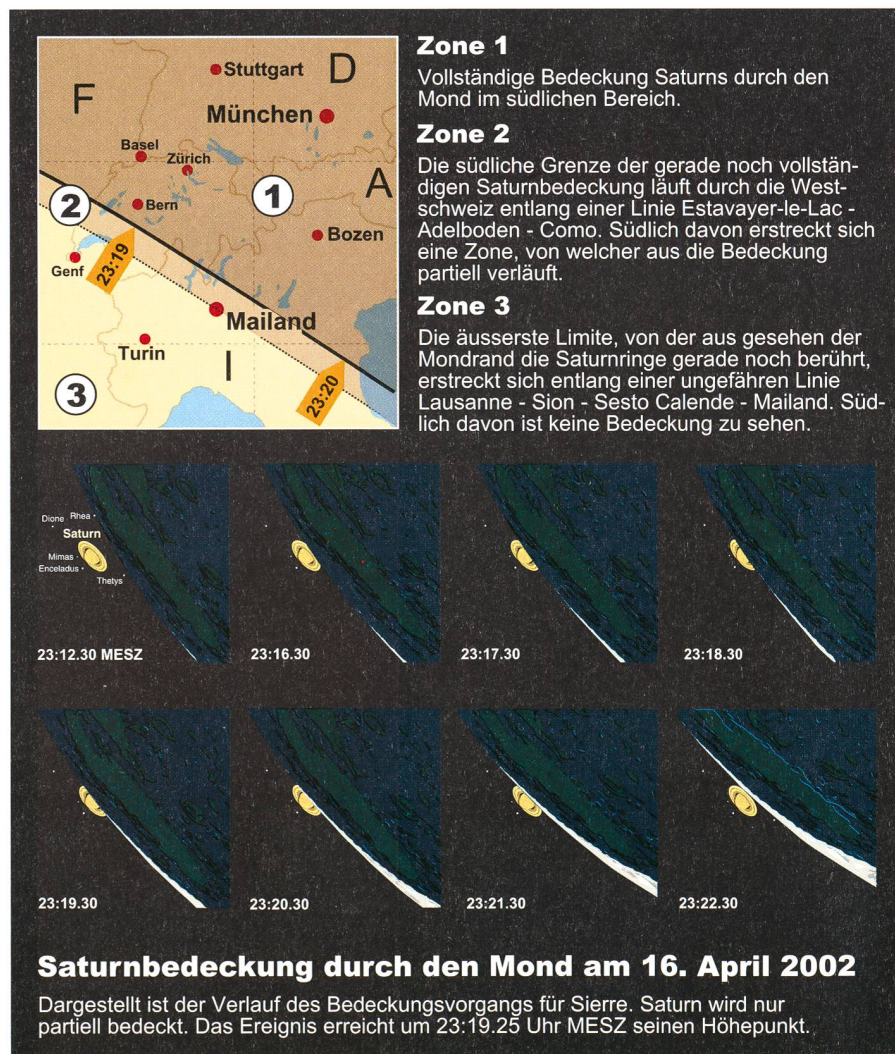 F
D
A
I
Stuttgart
München
Basel
Zürich
1
2
Bern
Bozen
Genf
23:19
Mailand
Turin
3
23:20
Zone 1
Vollständige Bedeckung Saturns durch den
Mond im südlichen Bereich.
Zone 2
Die südliche Grenze der gerade noch vollstän-
digen Saturnbedeckung läuft durch die West-
schweiz entlang einer Linie Estavayer-le-Lac -
Adelboden - Como. Südlich davon erstreckt sich
eine Zone, von welcher aus die Bedeckung
partiell verläuft.
Zone 3
Die äusserste Limite, von der aus gesehen der
Mondrand die Saturnringe gerade noch berührt,
erstreckt sich entlang einer ungefähren Linie
Lausanne - Sion - Sesto Calende - Mailand. Süd-
lich davon ist keine Bedeckung zu sehen.
Dione Rhea
Saturn
Mimas
Enceladus
Thetys
23:12.30 MESZ
23:16.30
23:17.30
23:18.30
23:19.30
23:20.30
23:21.30
23:22.30
Saturnbedeckung durch den Mond am 16. April 2002
Dargestellt ist der Verlauf des Bedeckungsvorgangs für Sierre. Saturn wird nur
partiell bedeckt. Das Ereignis erreicht um 23:19.25 Uhr MESZ seinen Höhepunkt.